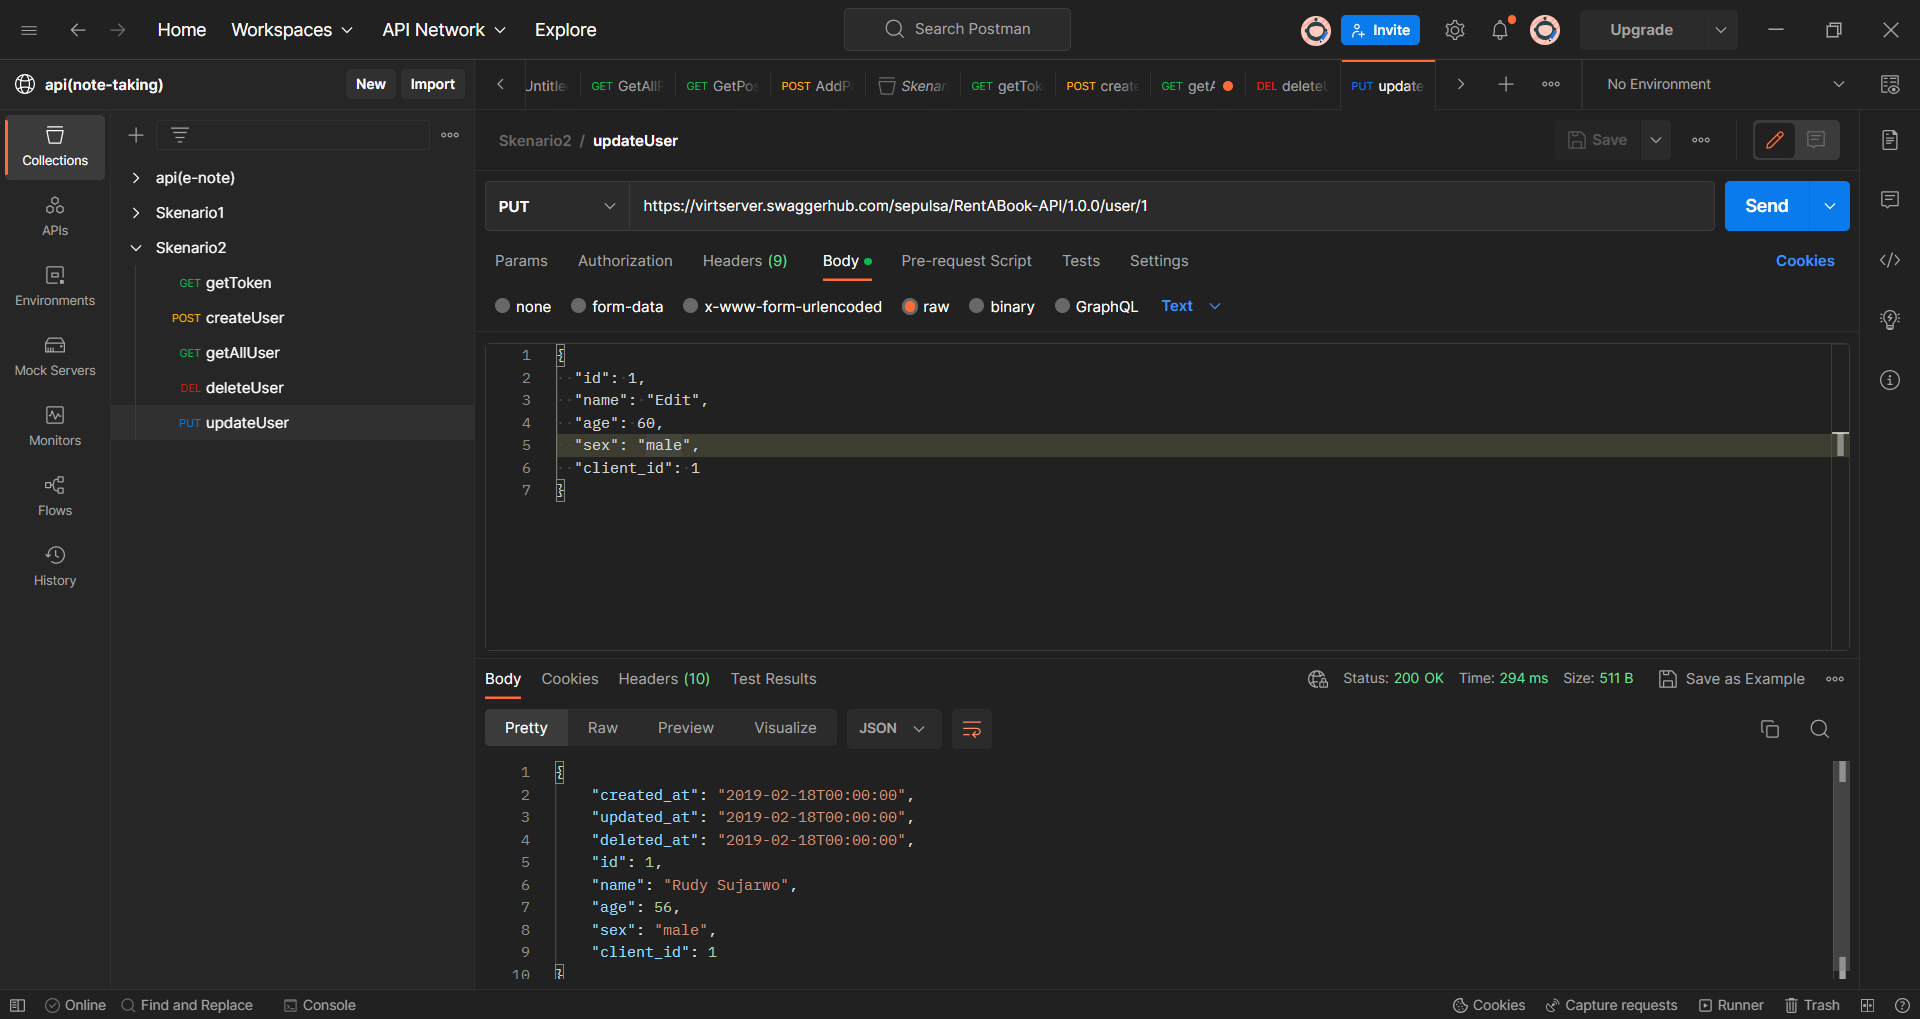 Home Workspaces API Network Explore Search Postman Invite Upgrade
api(note-taking) New Import
Untitle GET GetAllP GET GetPos POST AddP Skenar GET getTok POST create GET getA DEL deleteU PUT update No Environment
Collections
APIs
Environments
Mock Servers
Monitors
Flows
History
api(e-note)
Skenario1
Skenario2
GET getToken
POST createUser
GET getAllUser
DEL deleteUser
PUT updateUser
Skenario2 / updateUser Save
PUT https://virtserver.swaggerhub.com/sepulsa/RentABook-API/1.0.0/user/1 Send
Params Authorization Headers (9) Body Pre-request Script Tests Settings Cookies
none form-data x-www-form-urlencoded raw binary GraphQL Text
1 {
2 "id": 1,
3 "name": "Edit",
4 "age": 60,
5 "sex": "male",
6 "client_id": 1
7 }
Body Cookies Headers (10) Test Results Status: 200 OK Time: 294 ms Size: 511 B Save as Example
Pretty Raw Preview Visualize JSON
1 {
2 "created_at": "2019-02-18T00:00:00",
3 "updated_at": "2019-02-18T00:00:00",
4 "deleted_at": "2019-02-18T00:00:00",
5 "id": 1,
6 "name": "Rudy Sujarwo",
7 "age": 56,
8 "sex": "male",
9 "client_id": 1
10 }
Online Find and Replace Console Cookies Capture requests Runner Trash